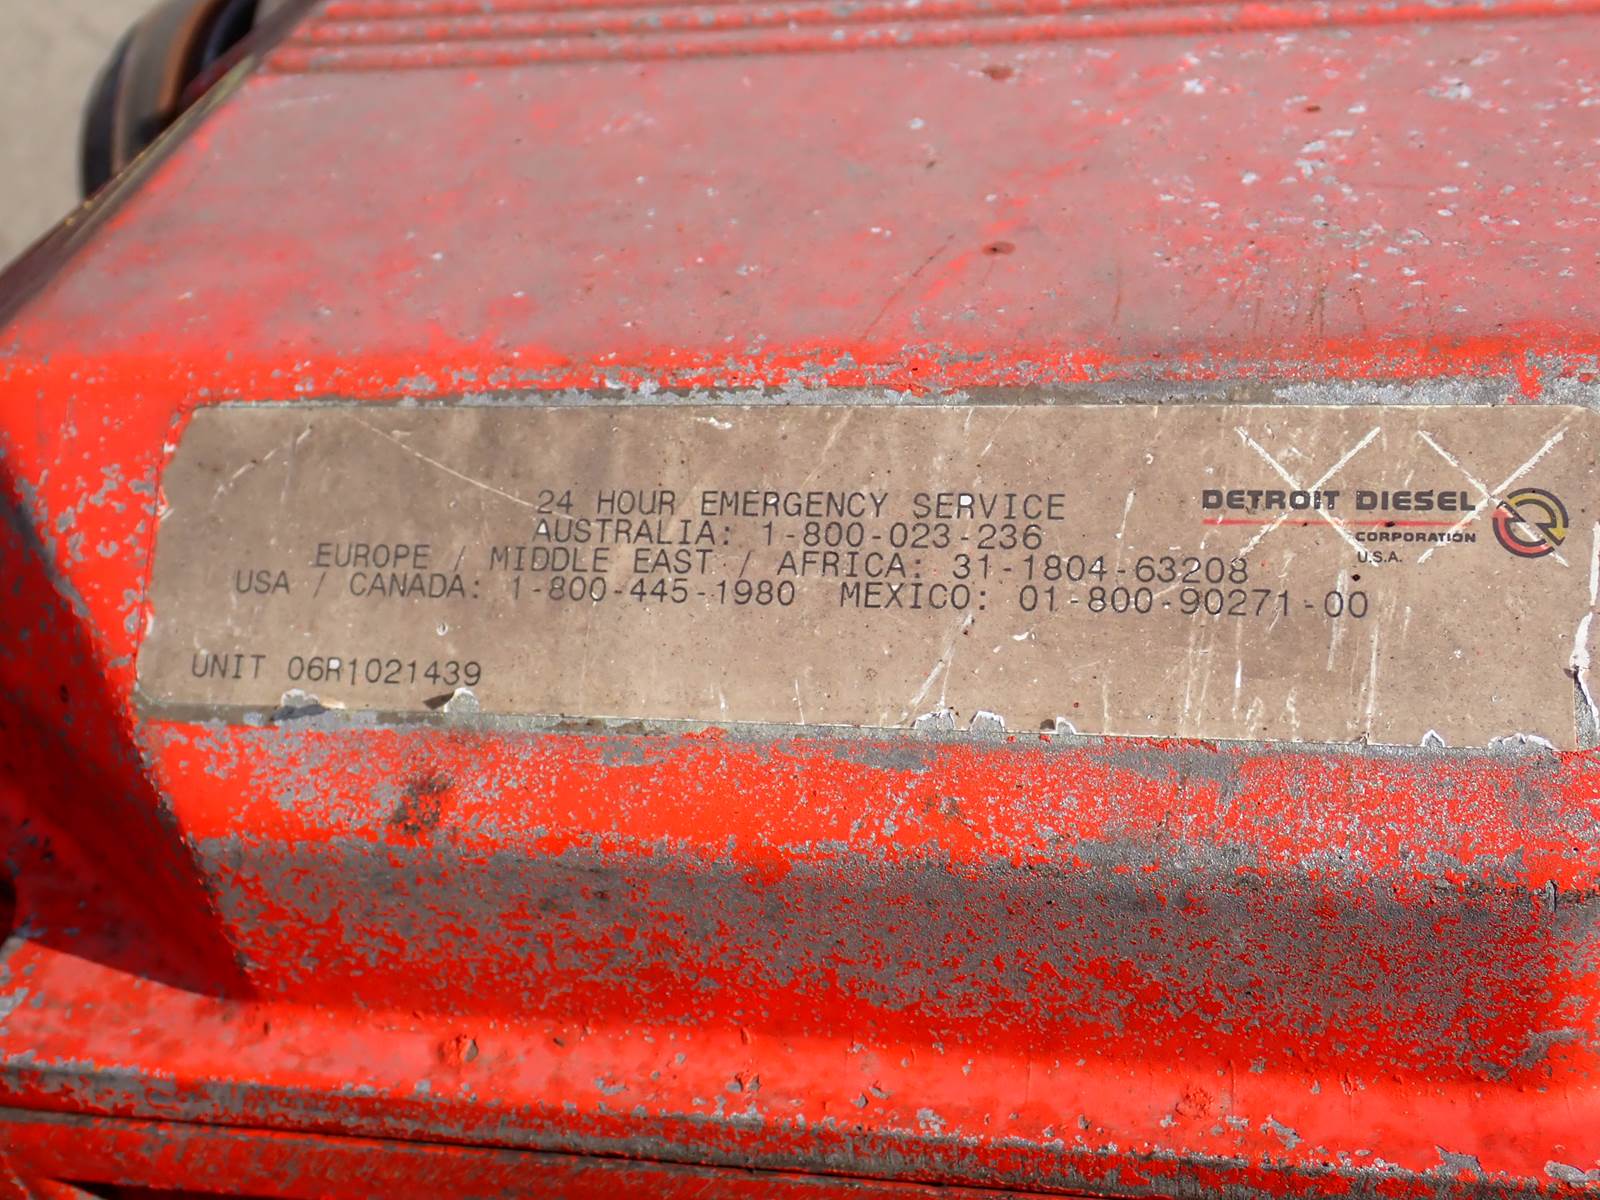 24 HOUR EMERGENCY SERVICE
AUSTRALIA: 1-800-023-236
EUROPE / MIDDLE EAST / AFRICA: 31-1804-63208
USA / CANADA: 1-800-445-1980 MEXICO: 01-800-90271-00
UNIT 06R1021439
DETROIT DIESEL
CORPORATION
U.S.A.